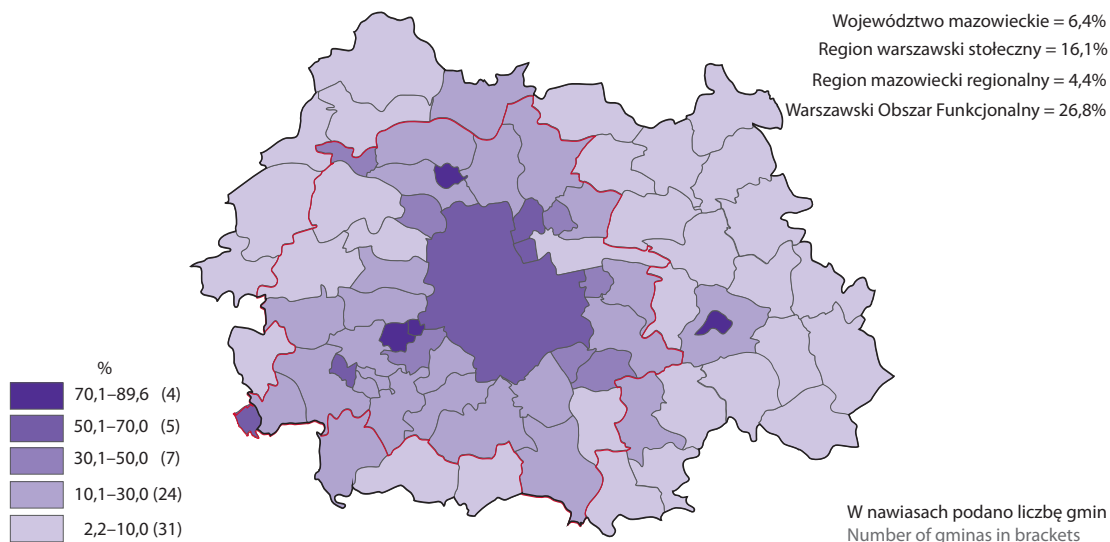 Województwo mazowieckie = 6,4%
Region warszawski stołeczny = 16,1%
Region mazowiecki regionalny = 4,4%
Warszawski Obszar Funkcjonalny = 26,8%
%
70,1–89,6 (4)
50,1–70,0 (5)
30,1–50,0 (7)
10,1–30,0 (24)
2,2–10,0 (31)
W nawiasach podano liczbę gmin
Number of gminas in brackets